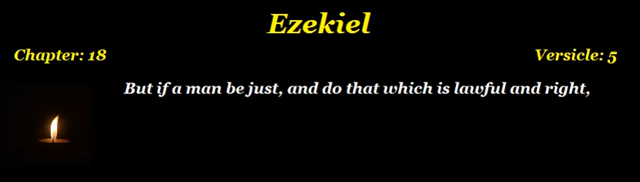 Ezekiel
Chapter: 18
Versicle: 5
But if a man be just, and do that which is lawful and right,